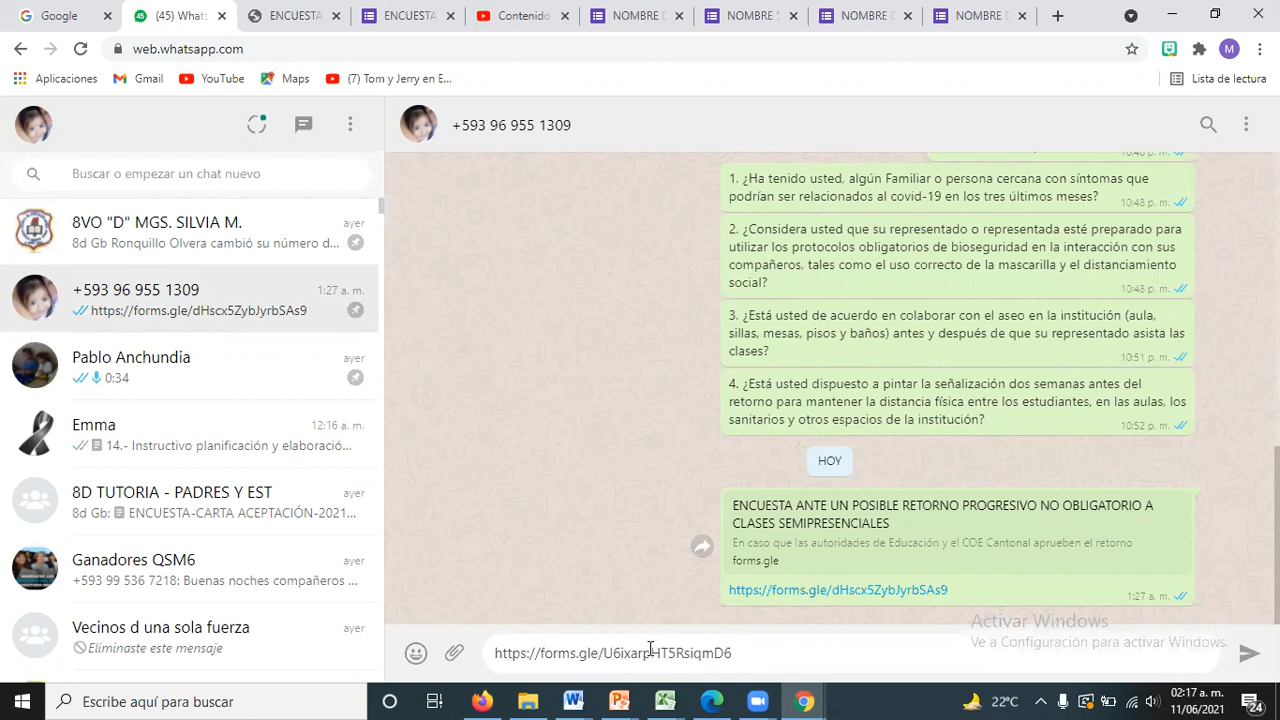 Google
(45) Whats
ENCUESTA
ENCUESTA
Contenido
NOMBRE D
NOMBRE S
NOMBRE D
NOMBRE D
web.whatsapp.com
Aplicaciones
Gmail
YouTube
Maps
(7) Tom y Jerry en E...
Lista de lectura
M
+593 96 955 1309
Buscar o empezar un chat nuevo
8VO "D" MGS. SILVIA M.
ayer
8d Gb Ronquillo Olvera cambió su número d...
+593 96 955 1309
1:27 a. m.
https://forms.gle/dHscx5ZybJyrbSAs9
Pablo Anchundia
ayer
0:34
Emma
12:16 a. m.
14.- Instructivo planificación y elaboració...
8D TUTORIA - PADRES Y EST
ayer
8d Gb: ENCUESTA-CARTA ACEPTACIÓN-2021...
Ganadores QSM6
ayer
+593 99 536 7218: Buenas noches compañeros ...
Vecinos d una sola fuerza
ayer
Eliminaste este mensaje
1. ¿Ha tenido usted, algún Familiar o persona cercana con síntomas que
podrían ser relacionados al covid-19 en los tres últimos meses?
10:48 p. m.
2. ¿Considera usted que su representado o representada esté preparado para
utilizar los protocolos obligatorios de bioseguridad en la interacción con sus
compañeros, tales como el uso correcto de la mascarilla y el distanciamiento
social?
10:48 p. m.
3. ¿Está usted de acuerdo en colaborar con el aseo en la institución (aula,
sillas, mesas, pisos y baños) antes y después de que su representado asista las
clases?
10:51 p. m.
4. ¿Está usted dispuesto a pintar la señalización dos semanas antes del
retorno para mantener la distancia física entre los estudiantes, en las aulas, los
sanitarios y otros espacios de la institución?
10:52 p. m.
HOY
ENCUESTA ANTE UN POSIBLE RETORNO PROGRESIVO NO OBLIGATORIO A
CLASES SEMIPRESENCIALES
En caso que las autoridades de Educación y el COE Cantonal aprueben el retorno
forms.gle
https://forms.gle/dHscx5ZybJyrbSAs9
1:27 a. m.
Activar Windows
Ve a Configuración para activar Windows.
https://forms.gle/U6ixarpHT5RsiqmD6
Escribe aquí para buscar
22°C
02:17 a. m.
11/06/2021
24